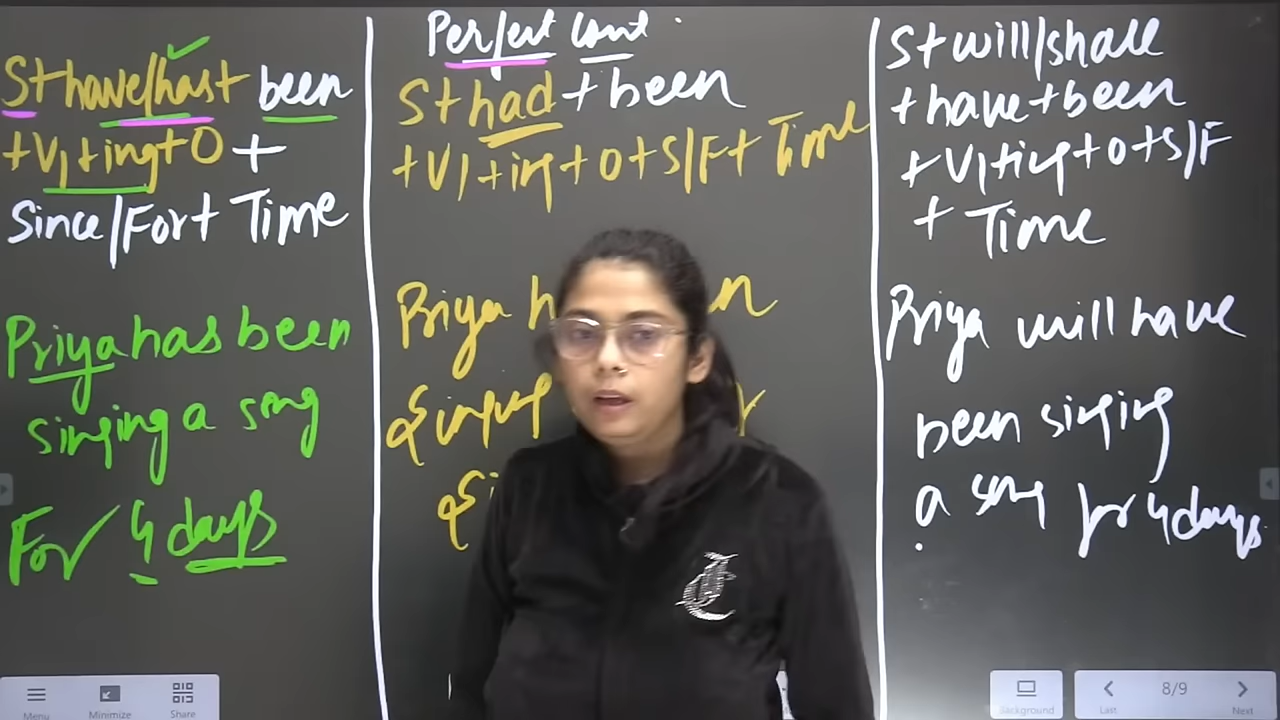 S+have/has+ been
+V1+ing+O +
Since/For+ Time
Priya has been
singing a song
For 4 days
Perfect Cont.
S+had+been
+V1+ing+O+S/F+ Time
Priya
S+will/shall
+have+been
+V1+ing+O+S/F
+ Time
Priya will have
been singing
a song for 4 days
Menu
Minimize
Share
Background
Last
8/9
Next